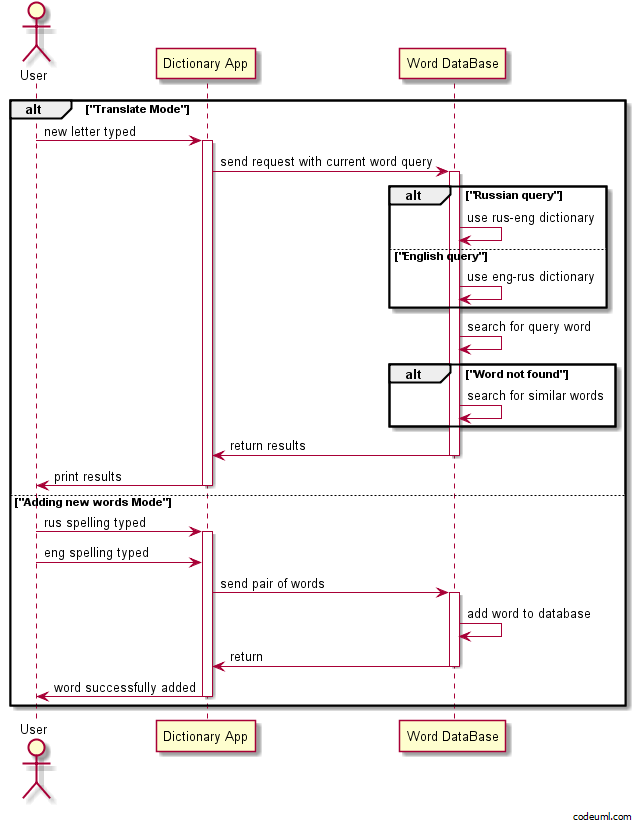 User
Dictionary App
Word DataBase
alt
["Translate Mode"]
new letter typed
send request with current word query
alt
["Russian query"]
use rus-eng dictionary
["English query"]
use eng-rus dictionary
search for query word
alt
["Word not found"]
search for similar words
return results
print results
["Adding new words Mode"]
rus spelling typed
eng spelling typed
send pair of words
add word to database
return
word successfully added
User
Dictionary App
Word DataBase
codeuml.com